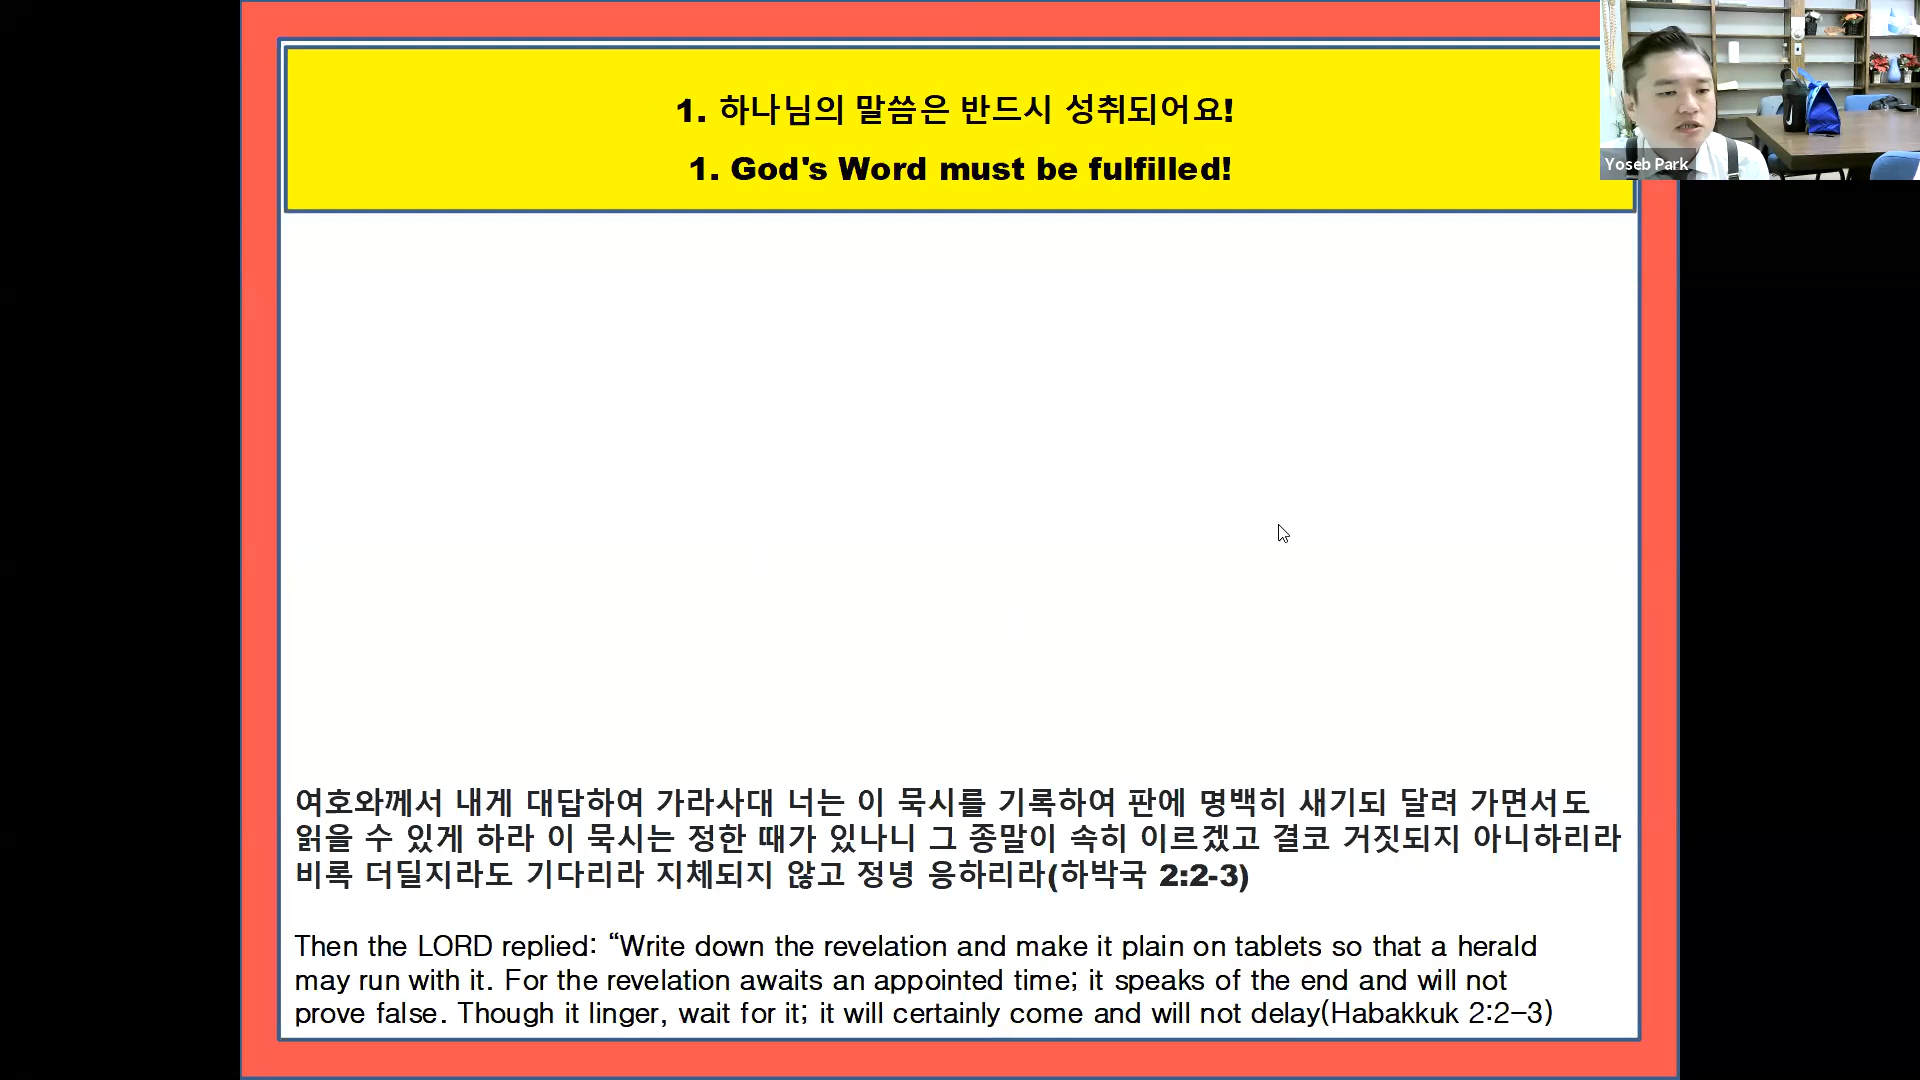 1. 하나님의 말씀은 반드시 성취되어요!
1. God's Word must be fulfilled!
Yoseb Park
여호와께서 내게 대답하여 가라사대 너는 이 묵시를 기록하여 판에 명백히 새기되 달려 가면서도
읽을 수 있게 하라 이 묵시는 정한 때가 있나니 그 종말이 속히 이르겠고 결코 거짓되지 아니하리라
비록 더딜지라도 기다리라 지체되지 않고 정녕 응하리라(하박국 2:2-3)
Then the LORD replied: “Write down the revelation and make it plain on tablets so that a herald
may run with it. For the revelation awaits an appointed time; it speaks of the end and will not
prove false. Though it linger, wait for it; it will certainly come and will not delay(Habakkuk 2:2–3)